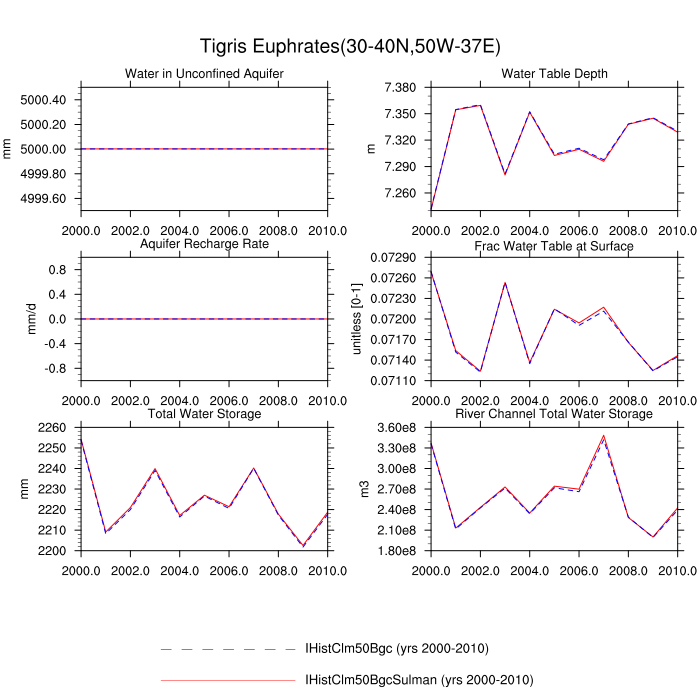 Tigris Euphrates(30-40N,50W-37E)
Water in Unconfined Aquifer
mm
5000.40
5000.20
5000.00
4999.80
4999.60
2000.0 2002.0 2004.0 2006.0 2008.0 2010.0
Water Table Depth
m
7.380
7.350
7.320
7.290
7.260
2000.0 2002.0 2004.0 2006.0 2008.0 2010.0
Aquifer Recharge Rate
mm/d
0.8
0.4
0.0
-0.4
-0.8
2000.0 2002.0 2004.0 2006.0 2008.0 2010.0
Frac Water Table at Surface
unitless [0-1]
0.07290
0.07260
0.07230
0.07200
0.07170
0.07140
0.07110
2000.0 2002.0 2004.0 2006.0 2008.0 2010.0
Total Water Storage
mm
2260
2250
2240
2230
2220
2210
2200
2000.0 2002.0 2004.0 2006.0 2008.0 2010.0
River Channel Total Water Storage
m3
3.60e8
3.30e8
3.00e8
2.70e8
2.40e8
2.10e8
1.80e8
2000.0 2002.0 2004.0 2006.0 2008.0 2010.0
IHistClm50Bgc (yrs 2000-2010)
IHistClm50BgcSulman (yrs 2000-2010)